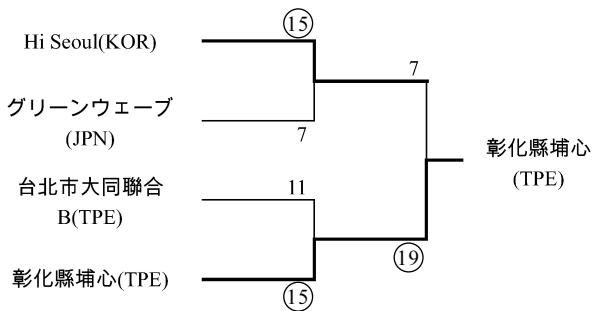 ⑮
Hi Seoul(KOR)
7
グリーンウェーブ
(JPN)
7
彰化縣埔心
(TPE)
台北市大同聯合
B(TPE)
11
⑲
彰化縣埔心(TPE)
⑮